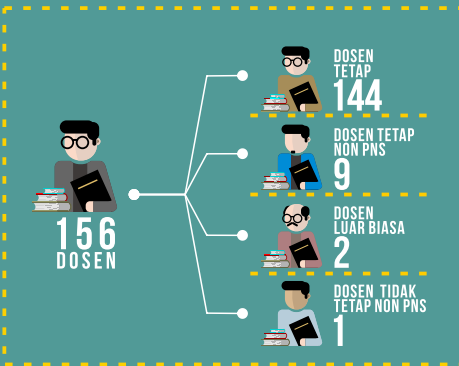 156
DOSEN
DOSEN
TETAP
144
DOSEN TETAP
NON PNS
9
DOSEN
LUAR BIASA
2
DOSEN TIDAK
TETAP NON PNS
1